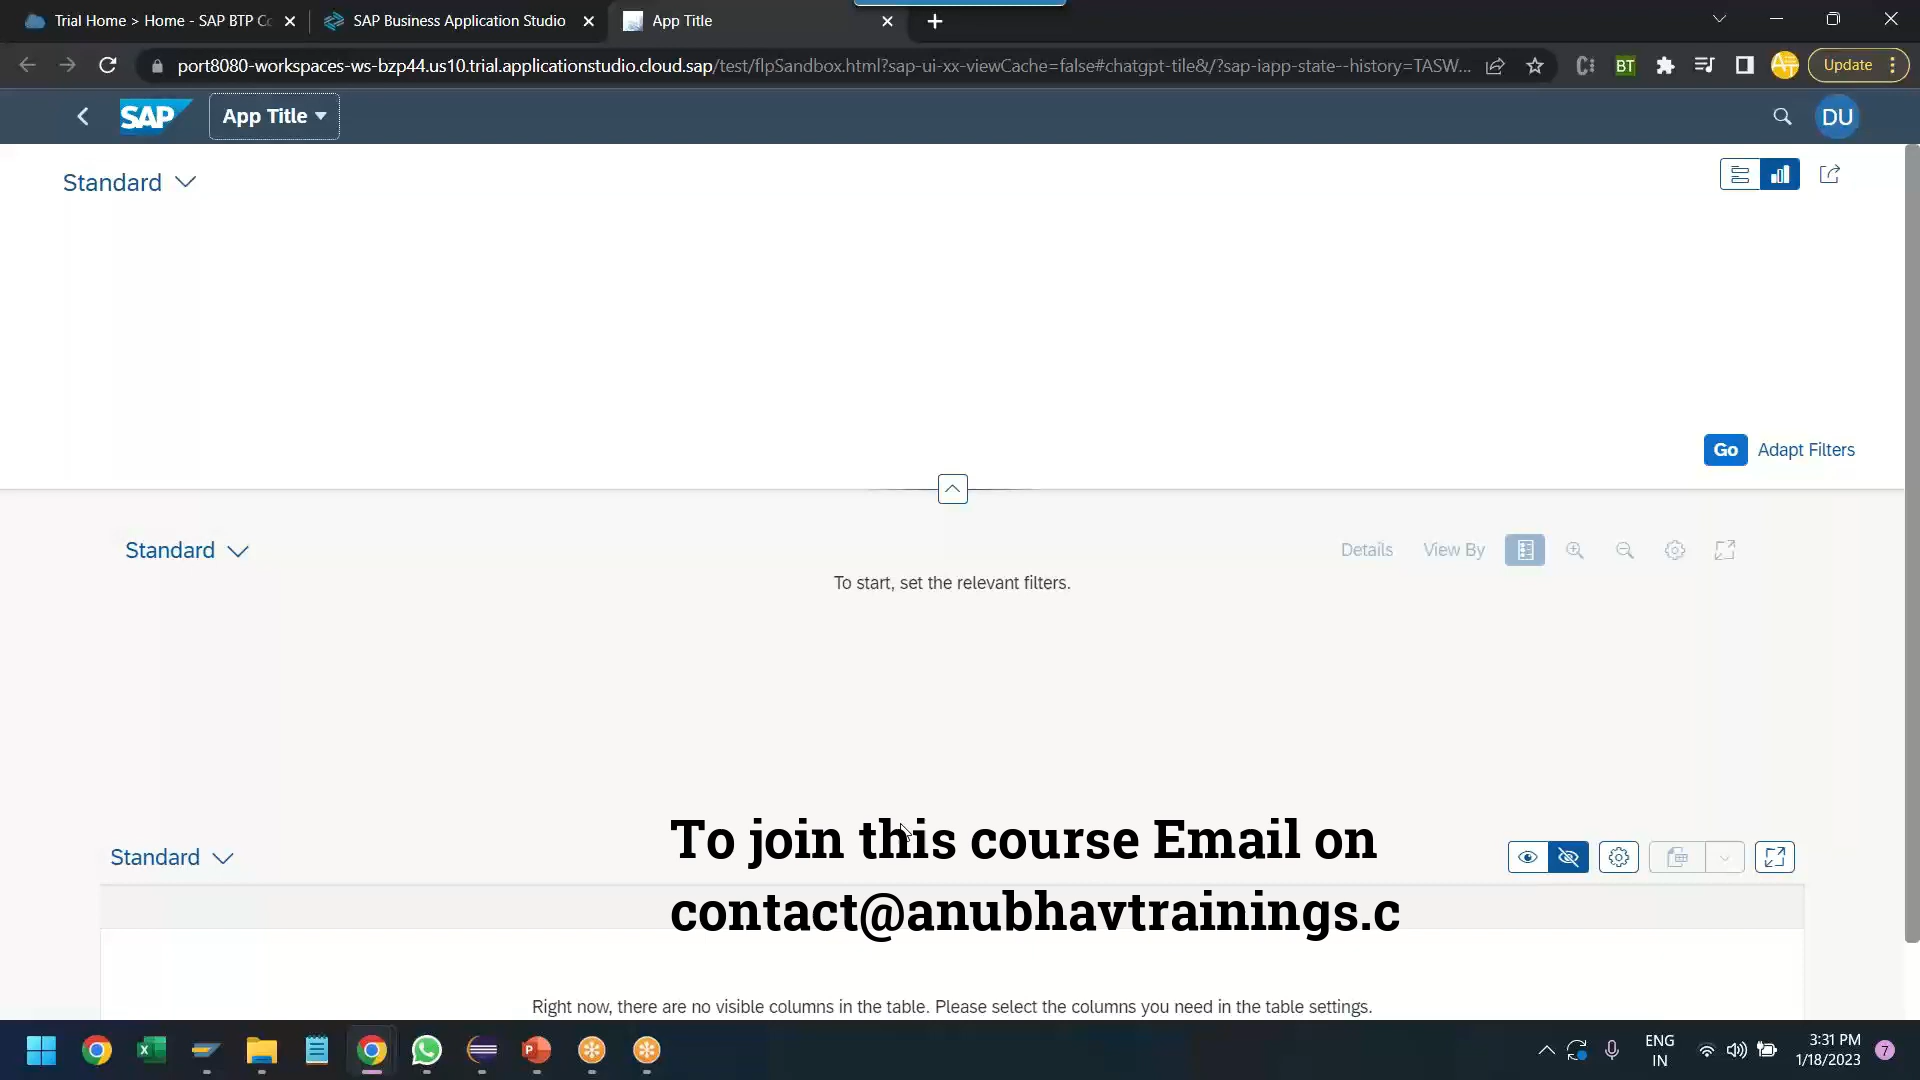 Trial Home > Home - SAP BTP Co
SAP Business Application Studio
App Title
port8080-workspaces-ws-bzp44.us10.trial.applicationstudio.cloud.sap/test/flpSandbox.html?sap-ui-xx-viewCache=false#chatgpt-tile&/?sap-iapp-state--history=TASW...
BT
Update
SAP
App Title
DU
Standard
Go
Adapt Filters
Standard
Details
View By
To start, set the relevant filters.
To join this course Email on
contact@anubhavtrainings.c
Standard
Right now, there are no visible columns in the table. Please select the columns you need in the table settings.
ENG
IN
3:31 PM
1/18/2023
7